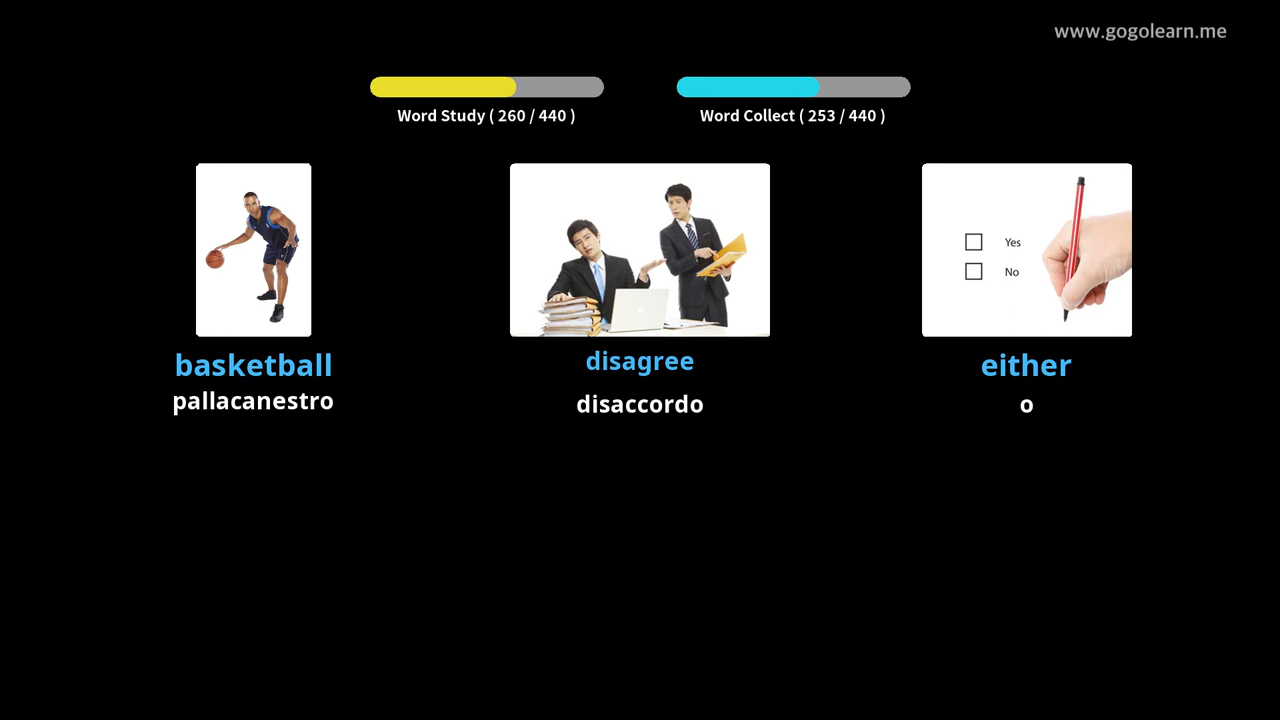 www.gogolearn.me
Word Study ( 260 / 440 )
Word Collect ( 253 / 440 )
Yes
No
basketball
pallacanestro
disagree
disaccordo
either
o